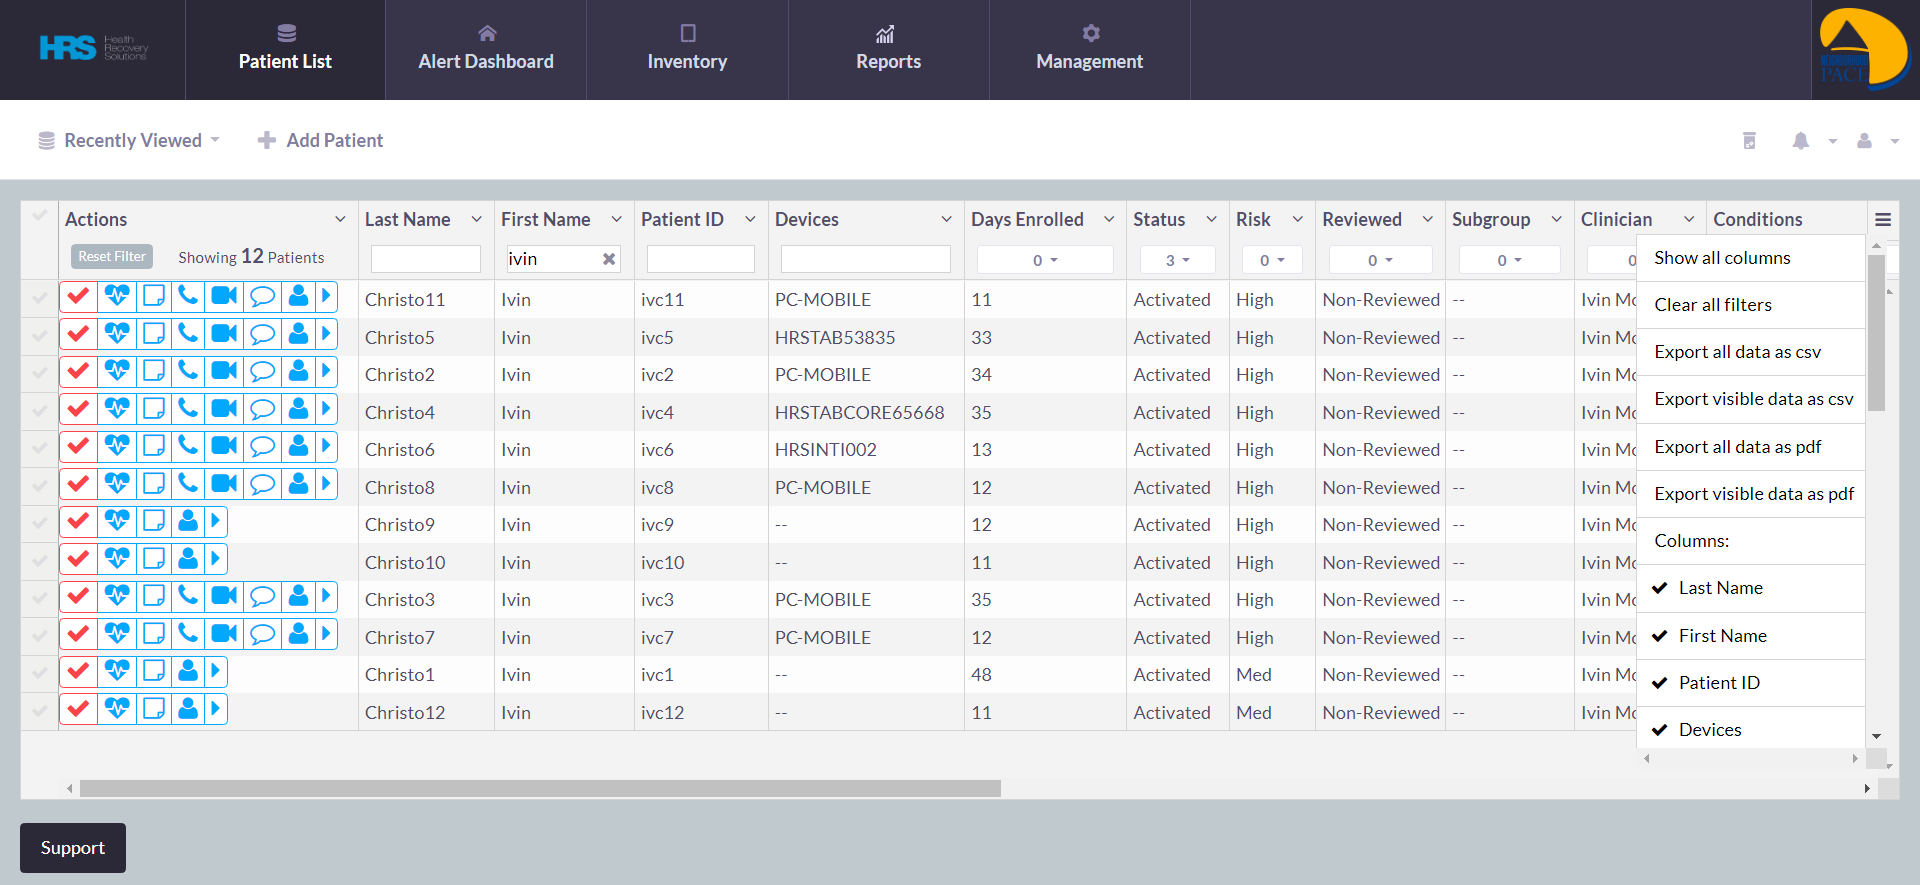 HRS Health Recovery Solutions
Patient List Alert Dashboard Inventory Reports Management
PACE
Recently Viewed Add Patient
Actions Last Name First Name Patient ID Devices Days Enrolled Status Risk Reviewed Subgroup Clinician Conditions
Reset Filter Showing 12 Patients ivin 0 3 0 0 0 0
Christo11 Ivin ivc11 PC-MOBILE 11 Activated High Non-Reviewed -- Ivin Mc
Christo5 Ivin ivc5 HRSTAB53835 33 Activated High Non-Reviewed --
Christo2 Ivin ivc2 PC-MOBILE 34 Activated High Non-Reviewed -- Ivin Mc
Christo4 Ivin ivc4 HRSTABCORE65668 35 Activated High Non-Reviewed -- Ivin Mc
Christo6 Ivin ivc6 HRSINTI002 13 Activated High Non-Reviewed -- Ivin Mc
Christo8 Ivin ivc8 PC-MOBILE 12 Activated High Non-Reviewed -- Ivin Mc
Christo9 Ivin ivc9 -- 12 Activated High Non-Reviewed -- Ivin Mc
Christo10 Ivin ivc10 -- 11 Activated High Non-Reviewed -- Ivin Mc
Christo3 Ivin ivc3 PC-MOBILE 35 Activated High Non-Reviewed -- Ivin Mc
Christo7 Ivin ivc7 PC-MOBILE 12 Activated High Non-Reviewed -- Ivin Mc
Christo1 Ivin ivc1 -- 48 Activated Med Non-Reviewed -- Ivin Mc
Christo12 Ivin ivc12 -- 11 Activated Med Non-Reviewed -- Ivin Mc
Show all columns
Clear all filters
Export all data as csv
Export visible data as csv
Export all data as pdf
Export visible data as pdf
Columns:
Last Name
First Name
Patient ID
Devices
Support